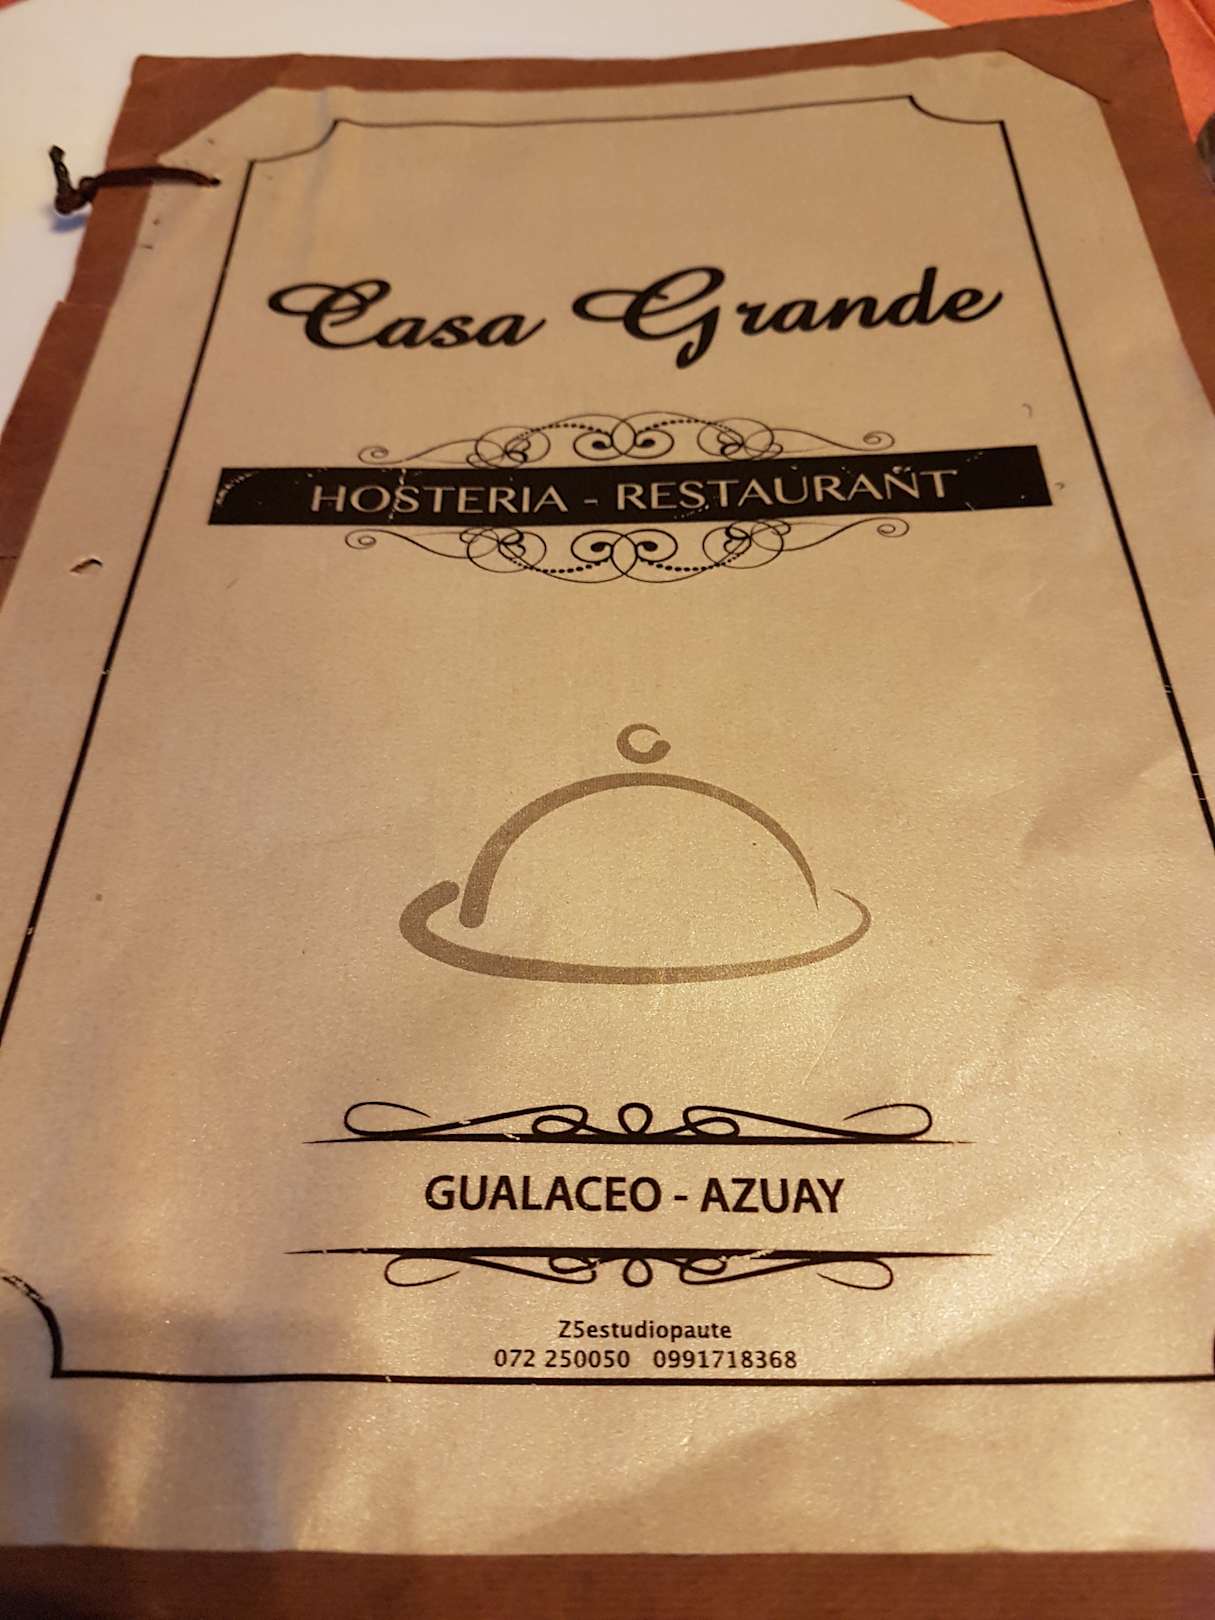 Casa Grande
HOSTERIA - RESTAURANT
GUALACEO - AZUAY
Z5estudiopaute
072 250050 0991718368